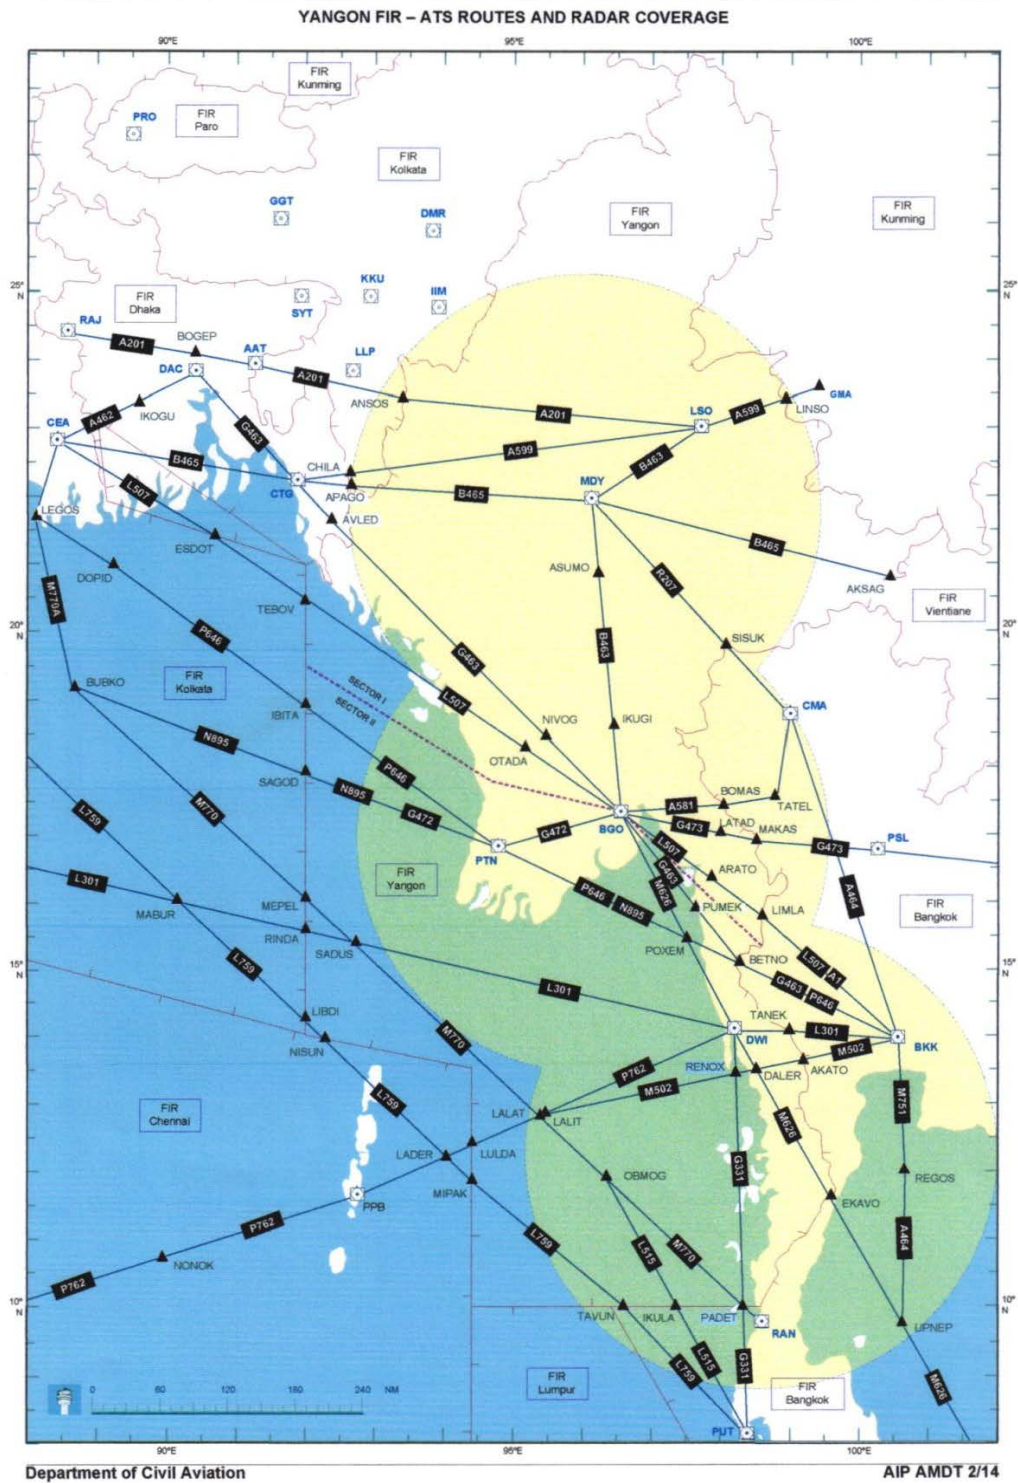 YANGON FIR – ATS ROUTES AND RADAR COVERAGE
90°E 95°E 100°E
FIR
Kunming
PRO
FIR
Paro
FIR
Kolkata
GGT
DMR
FIR
Yangon
FIR
Kunming
25°
N
25°
N
KKU
IIM
SYT
FIR
Dhaka
RAJ
A201
BOGEP
AAT
DAC
LLP
A201
ANSOS
A201
LSO
A599
LINSO
GMA
CEA
A462
IKOGU
G463
A599
B463
B465
CHILA
CTG
APAGO
B465
MDY
L507
LEGOS
AVLED
ESDOT
B465
ASUMO
R207
AKSAG
DOPID
M770A
TEBOV
FIR
Vientiane
20°
N
20°
N
P646
G463
B463
SISUK
BUBKO
FIR
Kolkata
SECTOR I
SECTOR II
L507
IBITA
NIVOG
IKUGI
CMA
N895
OTADA
P646
SAGOD
N895
M770
G472
BOMAS
TATEL
A581
L759
BGO
G472
LATAD
MAKAS
G473
G473
PSL
PTN
L507
FIR
Yangon
G463
ARATO
L301
M626
P646
N895
PUMEK
LIMLA
A464
FIR
Bangkok
MABUR
MEPEL
RINDA
SADUS
POXEM
BETNO
L507
A1
15°
N
15°
N
L759
L301
G463
P646
LIBDI
TANEK
L301
NISUN
M770
DWI
BKK
M502
P762
RENOX
DALER
AKATO
M502
M751
FIR
Chennai
L759
LALAT
LALIT
M626
LADER
LULDA
G331
REGOS
MIPAK
OBMOG
PPB
EKAVO
P762
L759
L515
M770
A464
NONOK
P762
10°
N
10°
N
TAVUN
IKULA
PADET
RAN
UPNEP
L759
L515
G331
FIR
Lumpur
FIR
Bangkok
M626
0 60 120 180 240 NM
PUT
90°E 95°E 100°E
Department of Civil Aviation AIP AMDT 2/14